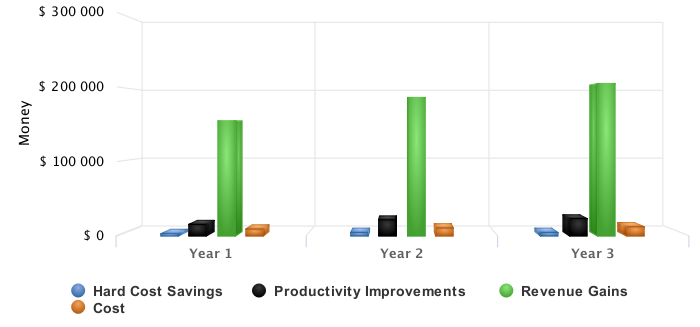 $ 300 000
$ 200 000
$ 100 000
$ 0
Money
Year 1 Year 2 Year 3
Hard Cost Savings Productivity Improvements Revenue Gains
Cost